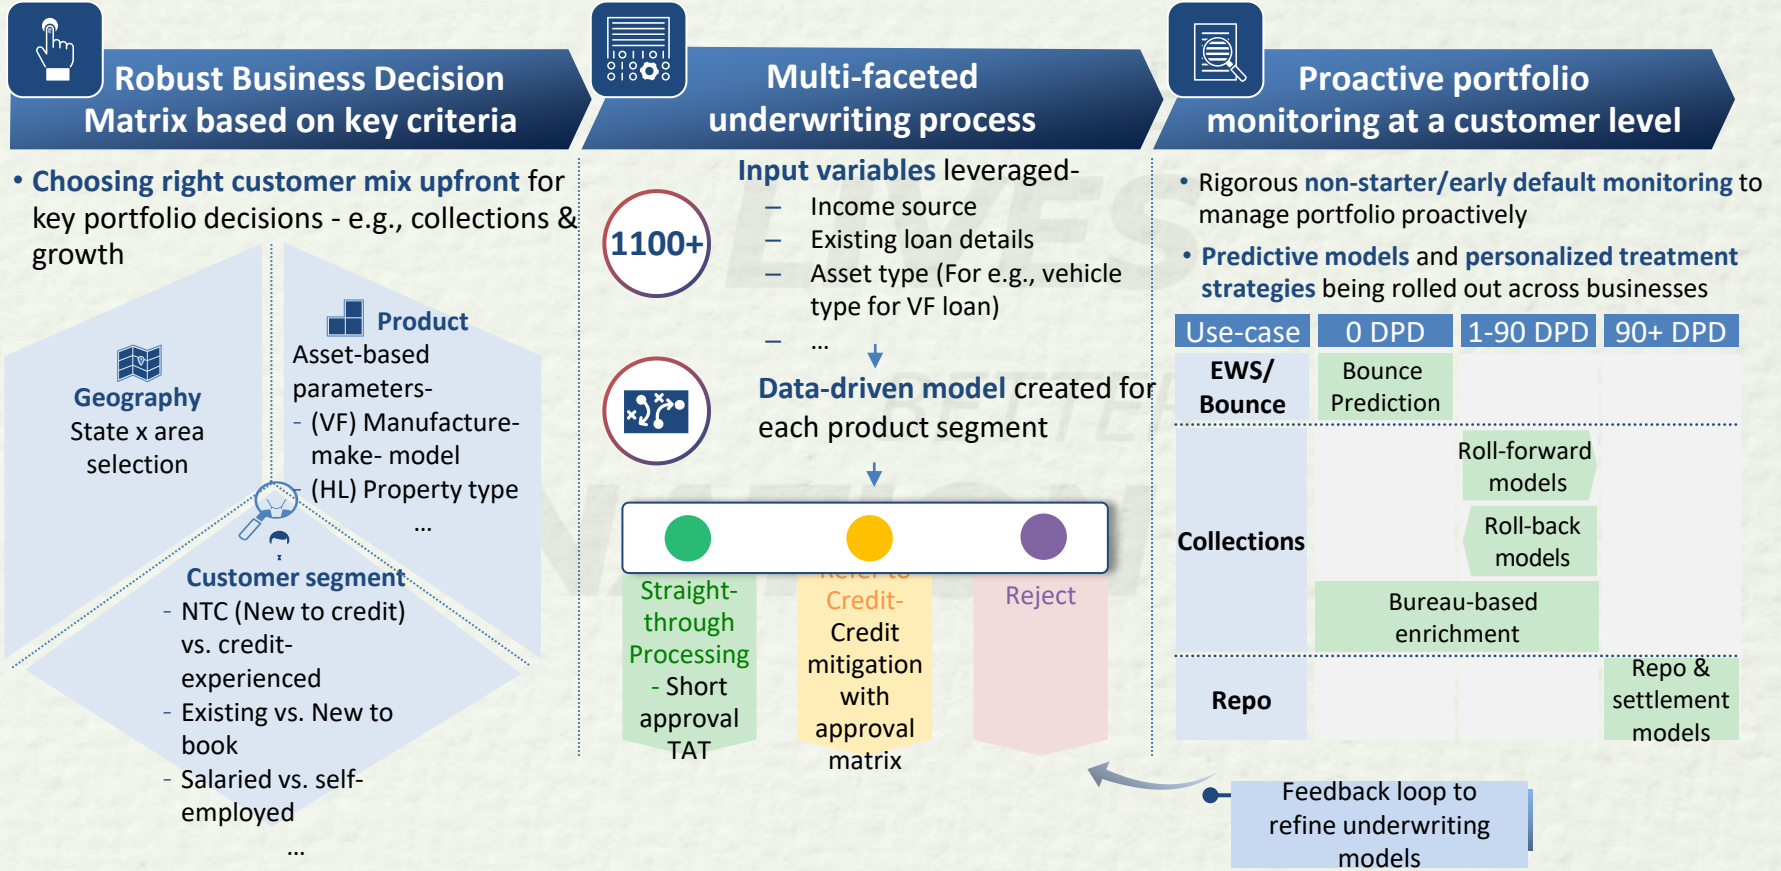 Robust Business Decision
Matrix based on key criteria
• Choosing right customer mix upfront for
key portfolio decisions - e.g., collections &
growth
Geography
State x area
selection
Product
Asset-based
parameters-
- (VF) Manufacture-
make- model
- (HL) Property type
...
Customer segment
- NTC (New to credit)
vs. credit-
experienced
- Existing vs. New to
book
- Salaried vs. self-
employed
...
Multi-faceted
underwriting process
1100+
Input variables leveraged-
– Income source
– Existing loan details
– Asset type (For e.g., vehicle
type for VF loan)
– ...
Data-driven model created for
each product segment
Straight-
through
Processing
- Short
approval
TAT
Refer to
Credit-
Credit
mitigation
with
approval
matrix
Reject
Proactive portfolio
monitoring at a customer level
• Rigorous non-starter/early default monitoring to
manage portfolio proactively
• Predictive models and personalized treatment
strategies being rolled out across businesses
Use-case 0 DPD 1-90 DPD 90+ DPD
EWS/
Bounce
Bounce
Prediction
Collections
Roll-forward
models
Roll-back
models
Bureau-based
enrichment
Repo
Repo &
settlement
models
Feedback loop to
refine underwriting
models
LIVES
BETTER
NATION